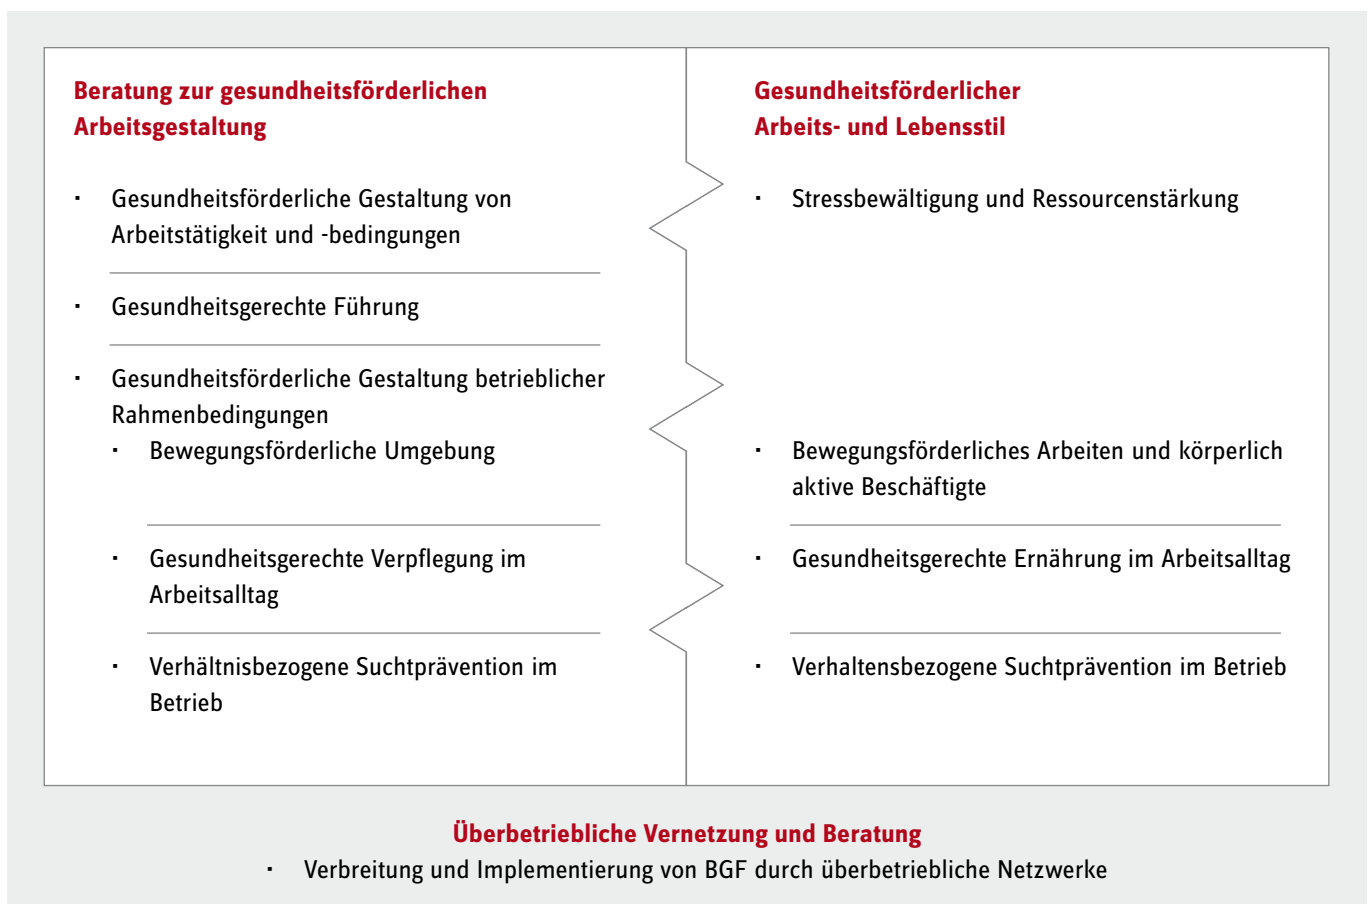 Beratung zur gesundheitsförderlichen
Arbeitsgestaltung
· Gesundheitsförderliche Gestaltung von
Arbeitstätigkeit und -bedingungen
· Gesundheitsgerechte Führung
· Gesundheitsförderliche Gestaltung betrieblicher
Rahmenbedingungen
· Bewegungsförderliche Umgebung
· Gesundheitsgerechte Verpflegung im
Arbeitsalltag
· Verhältnisbezogene Suchtprävention im
Betrieb
Gesundheitsförderlicher
Arbeits- und Lebensstil
· Stressbewältigung und Ressourcenstärkung
· Bewegungsförderliches Arbeiten und körperlich
aktive Beschäftigte
· Gesundheitsgerechte Ernährung im Arbeitsalltag
· Verhaltensbezogene Suchtprävention im Betrieb
Überbetriebliche Vernetzung und Beratung
· Verbreitung und Implementierung von BGF durch überbetriebliche Netzwerke